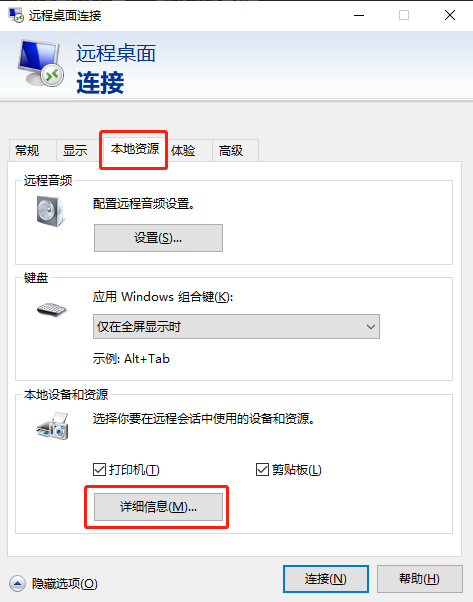 远程桌面连接
远程桌面
连接
常规 显示 本地资源 体验 高级
远程音频
配置远程音频设置。
设置(S)...
键盘
应用 Windows 组合键(K):
仅在全屏显示时
示例: Alt+Tab
本地设备和资源
选择你要在远程会话中使用的设备和资源。
打印机(T) 剪贴板(L)
详细信息(M)...
隐藏选项(O) 连接(N) 帮助(H)